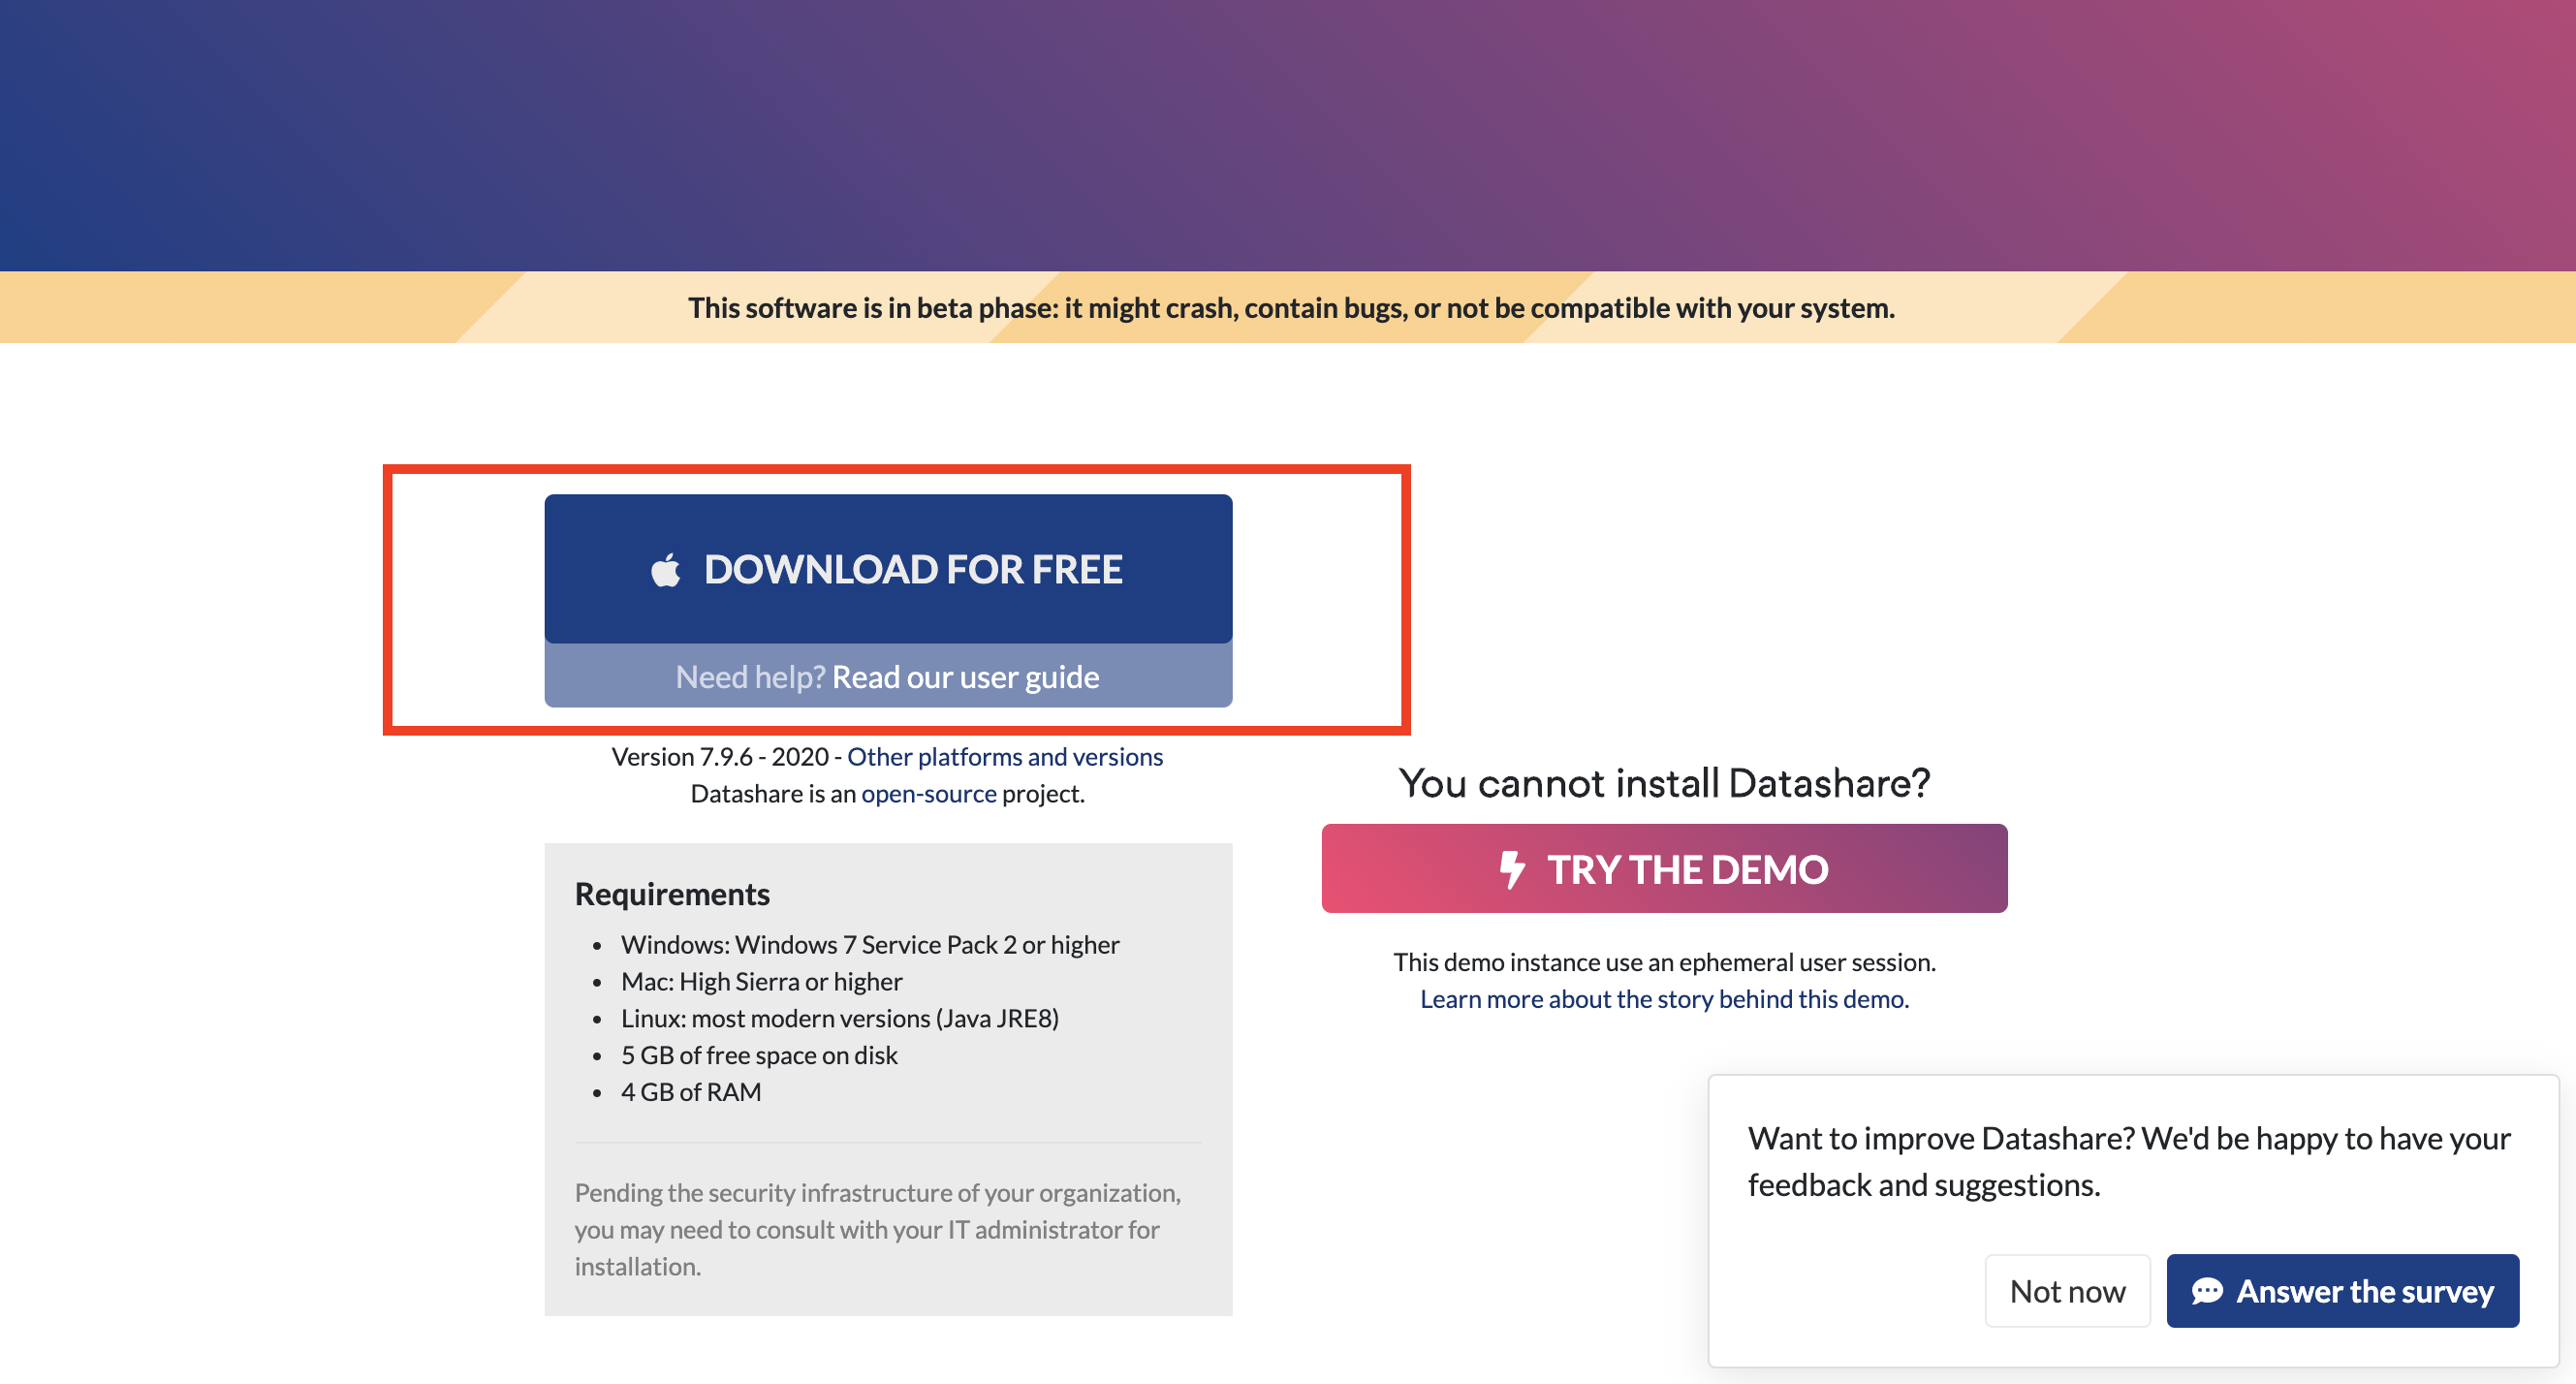 This software is in beta phase: it might crash, contain bugs, or not be compatible with your system.
DOWNLOAD FOR FREE
Need help? Read our user guide
Version 7.9.6 - 2020 - Other platforms and versions
Datashare is an open-source project.
Requirements
• Windows: Windows 7 Service Pack 2 or higher
• Mac: High Sierra or higher
• Linux: most modern versions (Java JRE8)
• 5 GB of free space on disk
• 4 GB of RAM
Pending the security infrastructure of your organization,
you may need to consult with your IT administrator for
installation.
You cannot install Datashare?
TRY THE DEMO
This demo instance use an ephemeral user session.
Learn more about the story behind this demo.
Want to improve Datashare? We'd be happy to have your
feedback and suggestions.
Not now
Answer the survey